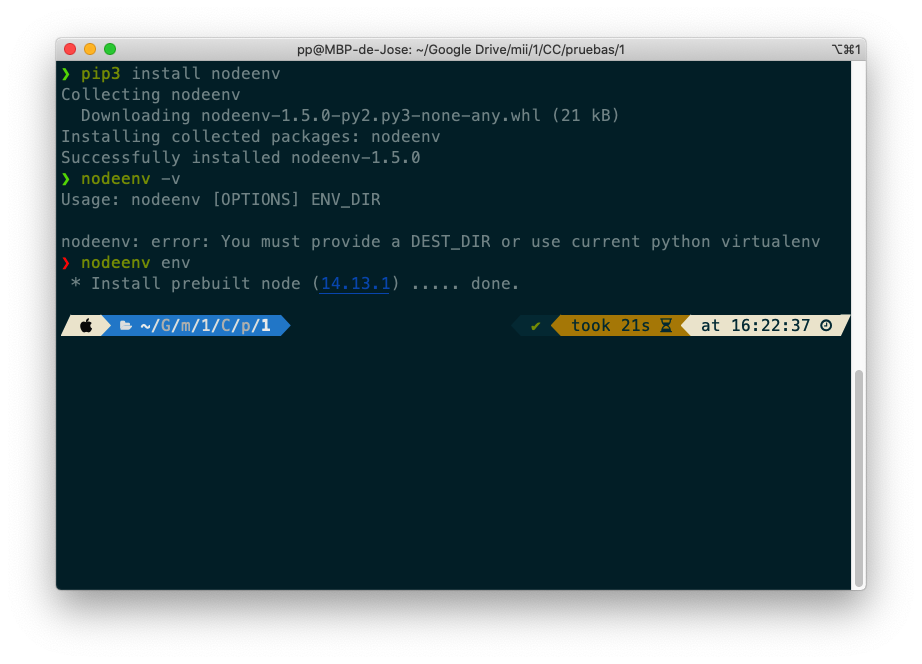 pp@MBP-de-Jose: ~/Google Drive/mii/1/CC/pruebas/1 ⌥⌘1
❯ pip3 install nodeenv
Collecting nodeenv
  Downloading nodeenv-1.5.0-py2.py3-none-any.whl (21 kB)
Installing collected packages: nodeenv
Successfully installed nodeenv-1.5.0
❯ nodeenv -v
Usage: nodeenv [OPTIONS] ENV_DIR
nodeenv: error: You must provide a DEST_DIR or use current python virtualenv
❯ nodeenv env
 * Install prebuilt node (14.13.1) ..... done.
~/G/m/1/C/p/1 ✔ took 21s at 16:22:37